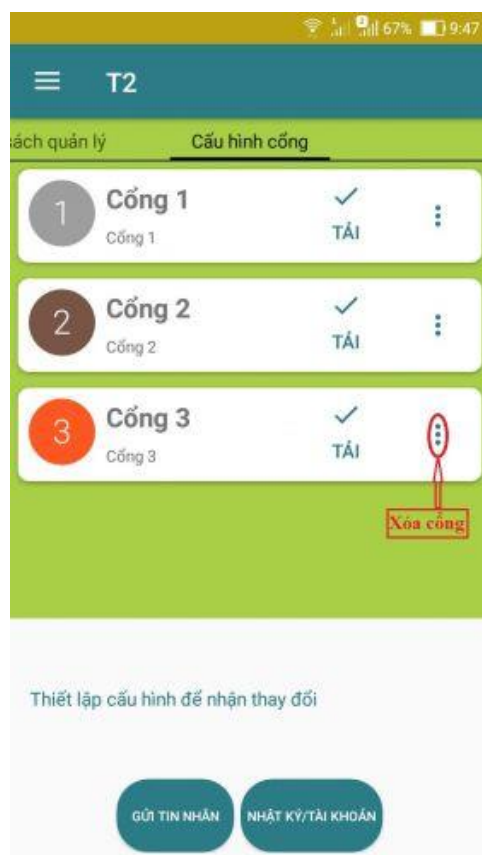 67% 9:47
T2
sách quản lý Cấu hình cổng
1 Cổng 1
Cổng 1
TẢI
2 Cổng 2
Cổng 2
TẢI
3 Cổng 3
Cổng 3
TẢI
Xóa cổng
Thiết lập cấu hình để nhận thay đổi
GỬI TIN NHẮN NHẬT KÝ/TÀI KHOẢN